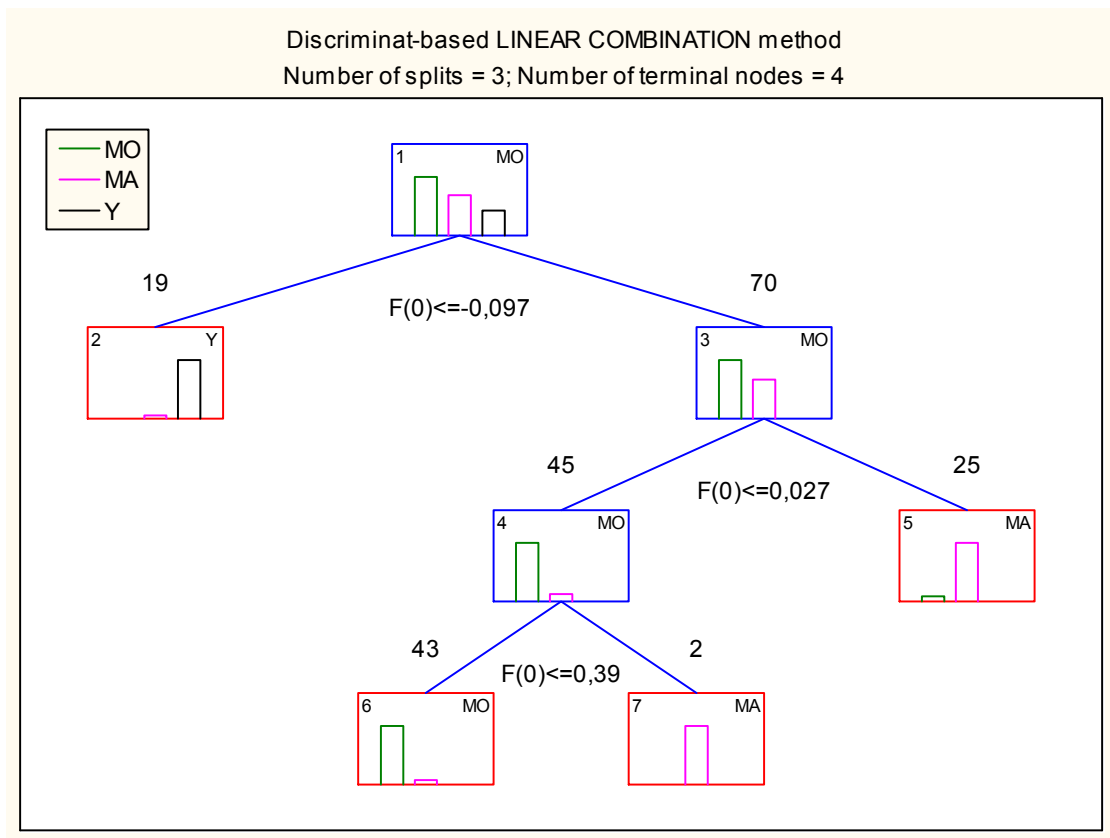 Discriminat-based LINEAR COMBINATION method
Number of splits = 3; Number of terminal nodes = 4
MO
MA
Y
1 MO
19
70
F(0)<=-0,097
2 Y
3 MO
45
25
F(0)<=0,027
4 MO
5 MA
43
2
F(0)<=0,39
6 MO
7 MA